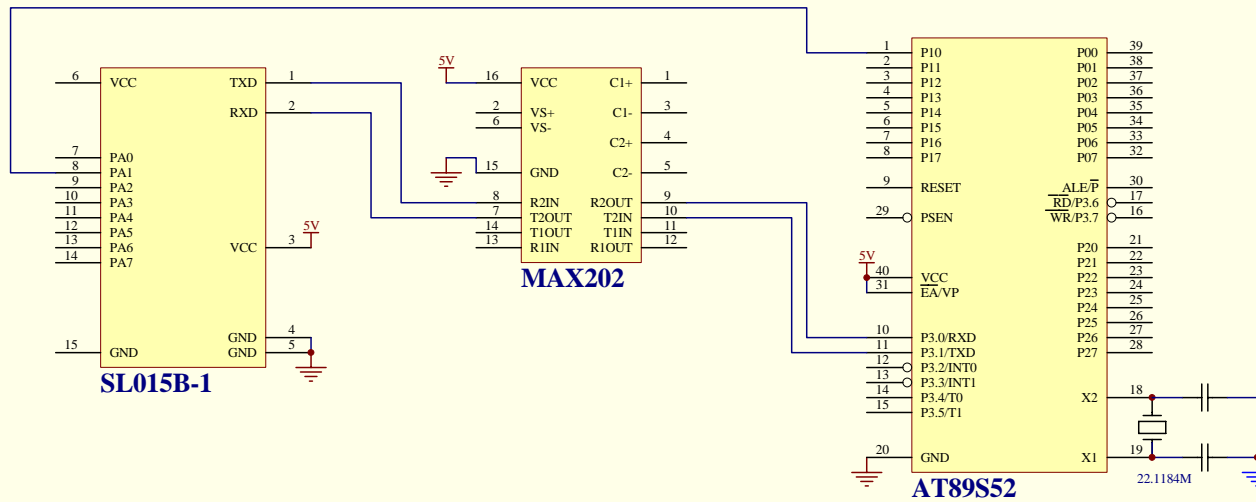 6 VCC
TXD 1
RXD 2
7 PA0
8 PA1
9 PA2
10 PA3
11 PA4
12 PA5
13 PA6
14 PA7
VCC 3
5V
GND 4
GND 5
15 GND
SL015B-1
5V
16 VCC
2 VS+
6 VS-
15 GND
8 R2IN
7 T2OUT
14 T1OUT
13 R1IN
C1+ 1
C1- 3
C2+ 4
C2- 5
R2OUT 9
T2IN 10
T1IN 11
R1OUT 12
MAX202
1 P10
2 P11
3 P12
4 P13
5 P14
6 P15
7 P16
8 P17
9 RESET
29 PSEN
5V
40 VCC
31 EA/VP
10 P3.0/RXD
11 P3.1/TXD
12 P3.2/INT0
13 P3.3/INT1
14 P3.4/T0
15 P3.5/T1
20 GND
P00 39
P01 38
P02 37
P03 36
P04 35
P05 34
P06 33
P07 32
ALE/P 30
RD/P3.6 17
WR/P3.7 16
P20 21
P21 22
P22 23
P23 24
P24 25
P25 26
P26 27
P27 28
X2 18
X1 19
22.1184M
AT89S52